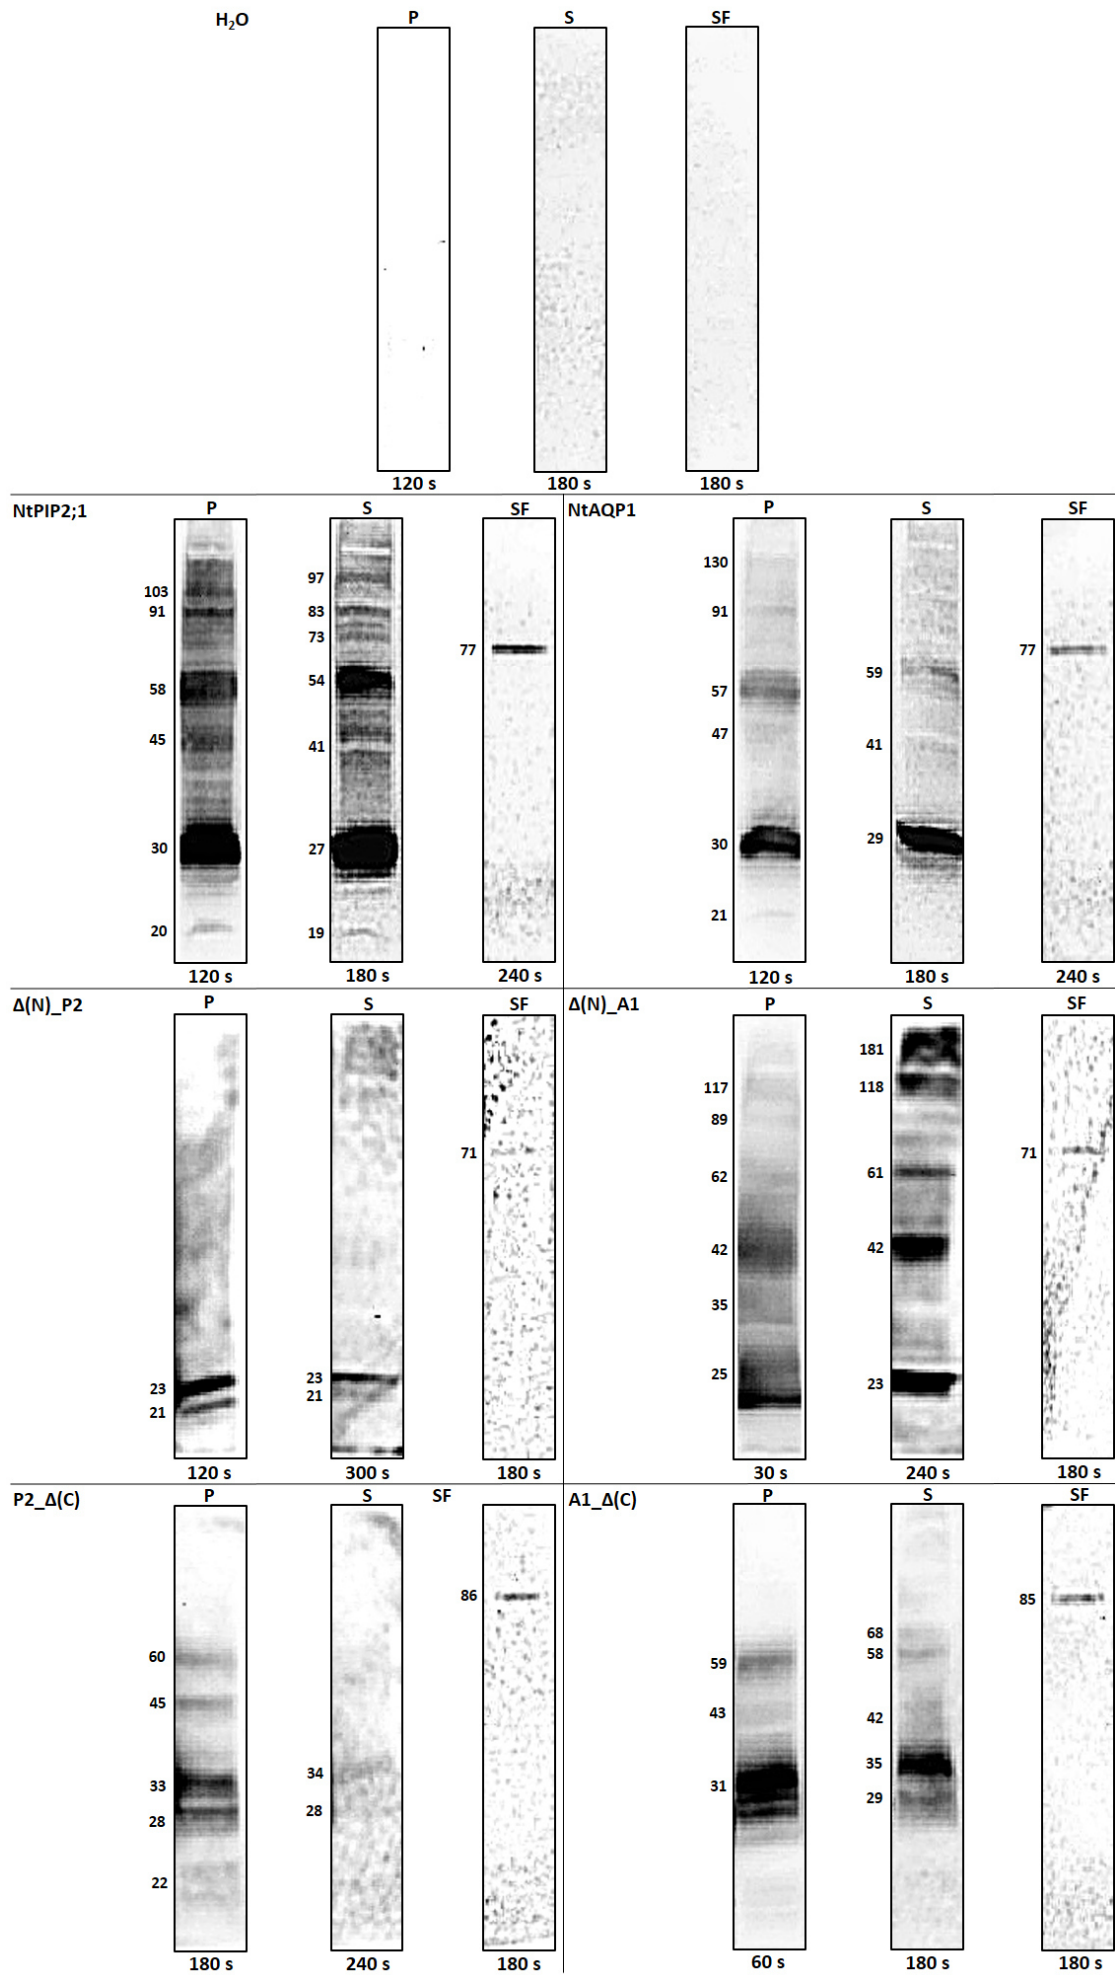 H₂O
P S SF
120 s 180 s 180 s
NtPIP2;1
P S SF
103
91
58
45
30
20
97
83
73
54
41
27
19
77
120 s 180 s 240 s
NtAQP1
P S SF
130
91
57
47
30
21
59
41
29
77
120 s 180 s 240 s
Δ(N)_P2
P S SF
23
21
23
21
71
120 s 300 s 180 s
Δ(N)_A1
P S SF
117
89
62
42
35
25
181
118
61
42
23
71
30 s 240 s 180 s
P2_Δ(C)
P S SF
60
45
33
28
22
34
28
86
180 s 240 s 180 s
A1_Δ(C)
P S SF
59
43
31
68
58
42
35
29
85
60 s 180 s 180 s